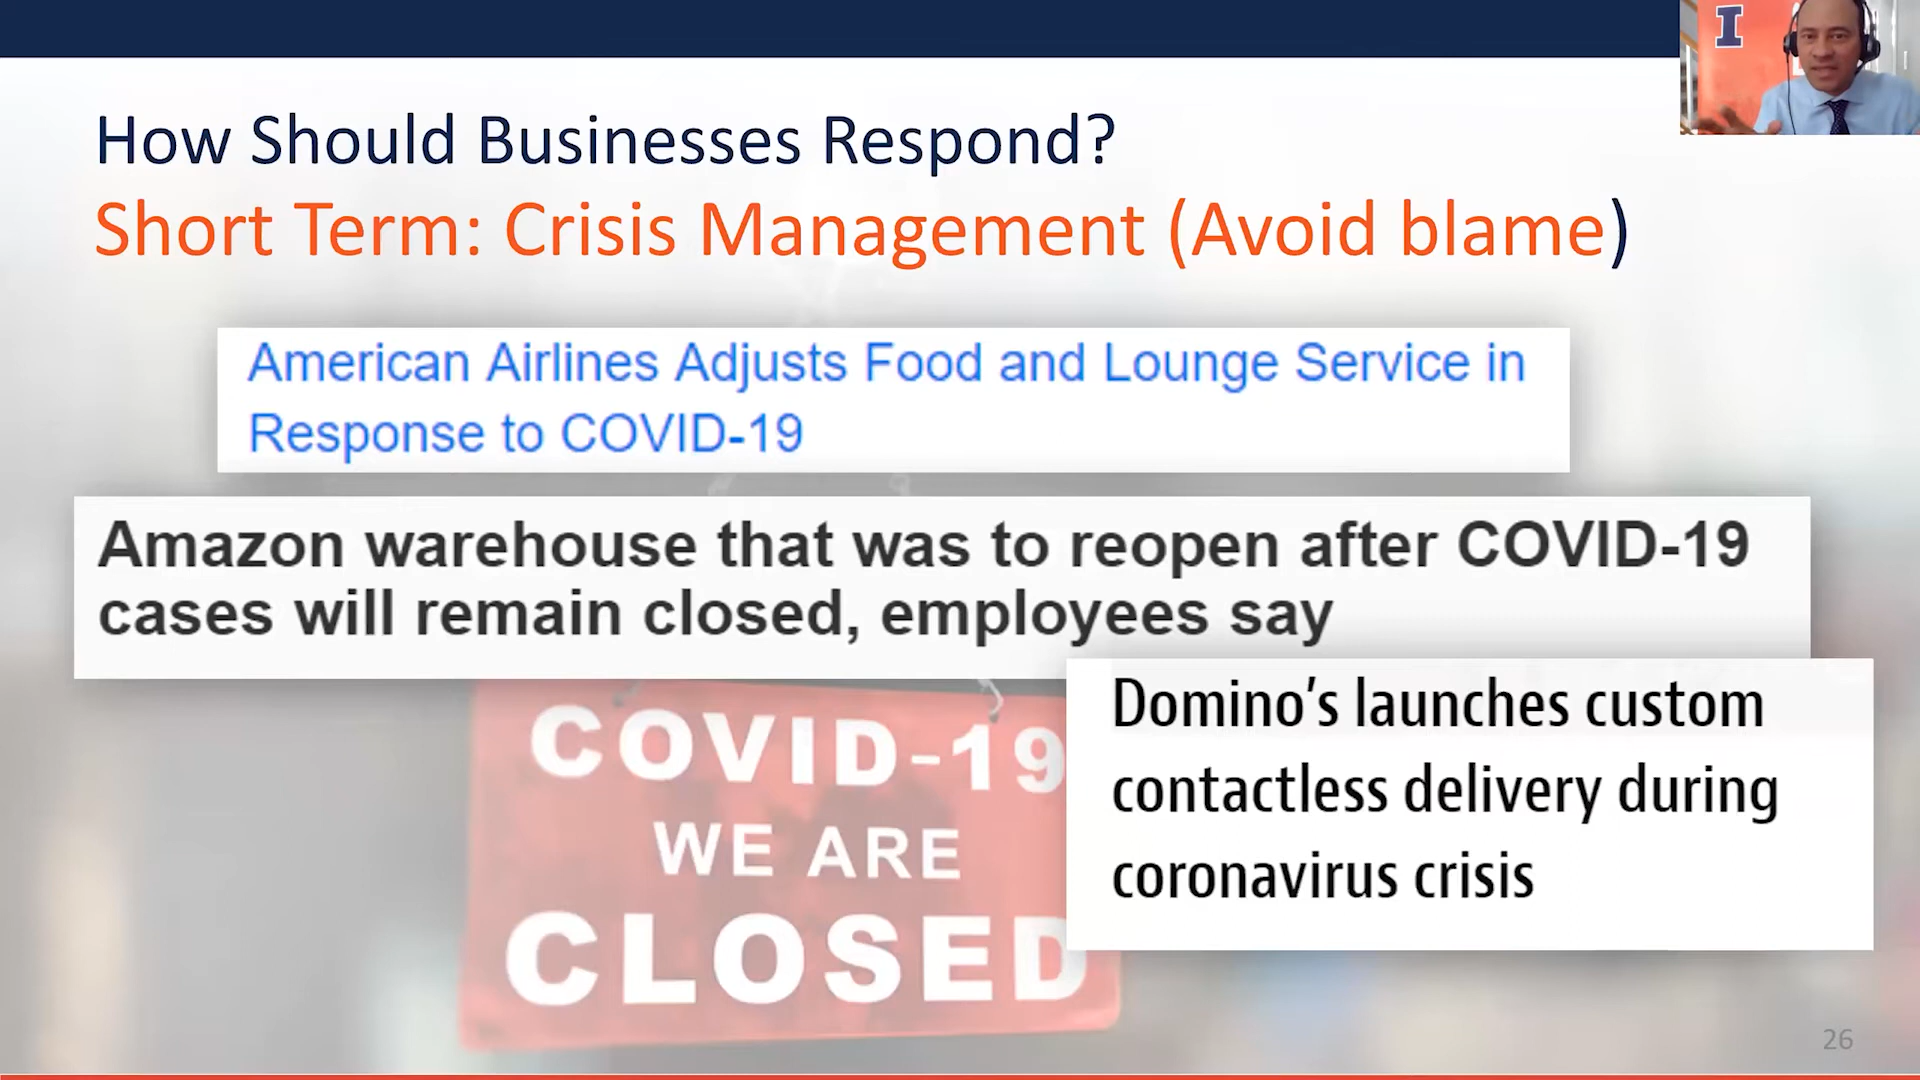 I
How Should Businesses Respond?
Short Term: Crisis Management (Avoid blame)
American Airlines Adjusts Food and Lounge Service in
Response to COVID-19
Amazon warehouse that was to reopen after COVID-19
cases will remain closed, employees say
Domino's launches custom
contactless delivery during
coronavirus crisis
COVID-19
WE ARE
CLOSED
26